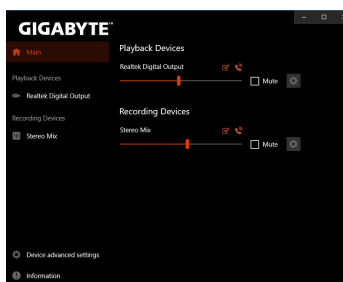 GIGABYTE™
Main
Playback Devices
Realtek Digital Output
Recording Devices
Stereo Mix
Device advanced settings
Information
Playback Devices
Realtek Digital Output
Mute
Recording Devices
Stereo Mix
Mute